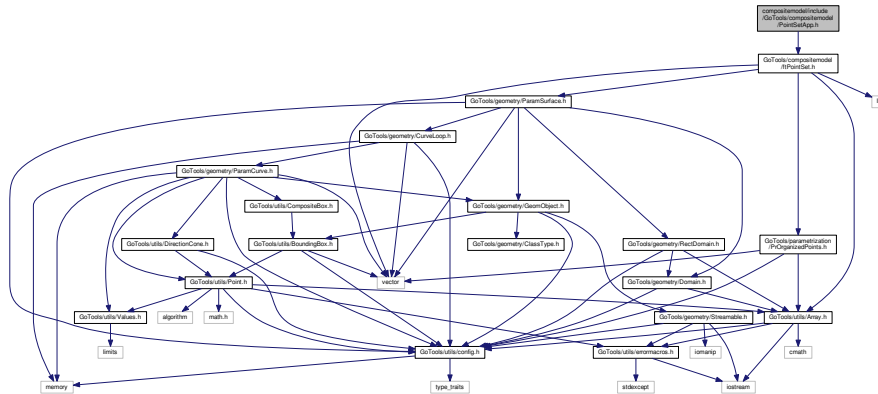 compositemodel/include
/GoTools/compositemodel
/PointSetApp.h
GoTools/compositemodel
/ftPointSet.h
GoTools/geometry/ParamSurface.h
GoTools/geometry/CurveLoop.h
GoTools/geometry/ParamCurve.h
GoTools/utils/CompositeBox.h
GoTools/geometry/GeomObject.h
GoTools/utils/DirectionCone.h
GoTools/utils/BoundingBox.h
GoTools/geometry/ClassType.h
GoTools/geometry/RectDomain.h
GoTools/parametrization
/PrOrganizedPoints.h
GoTools/utils/Point.h
vector
GoTools/geometry/Domain.h
GoTools/utils/Values.h
algorithm
math.h
GoTools/geometry/Streamable.h
GoTools/utils/Array.h
limits
GoTools/utils/config.h
GoTools/utils/errormacros.h
iomanip
cmath
memory
type_traits
stdexcept
iostream